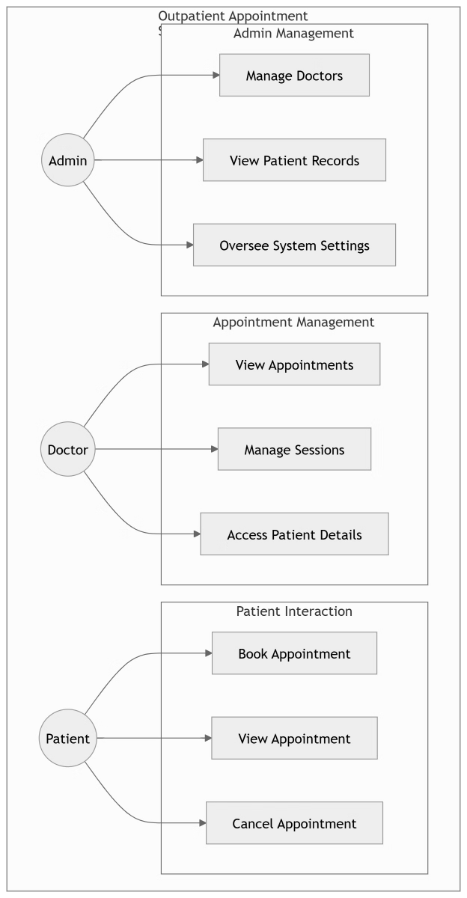 Outpatient Appointment
Admin Management
Manage Doctors
Admin
View Patient Records
Oversee System Settings
Appointment Management
View Appointments
Doctor
Manage Sessions
Access Patient Details
Patient Interaction
Book Appointment
Patient
View Appointment
Cancel Appointment